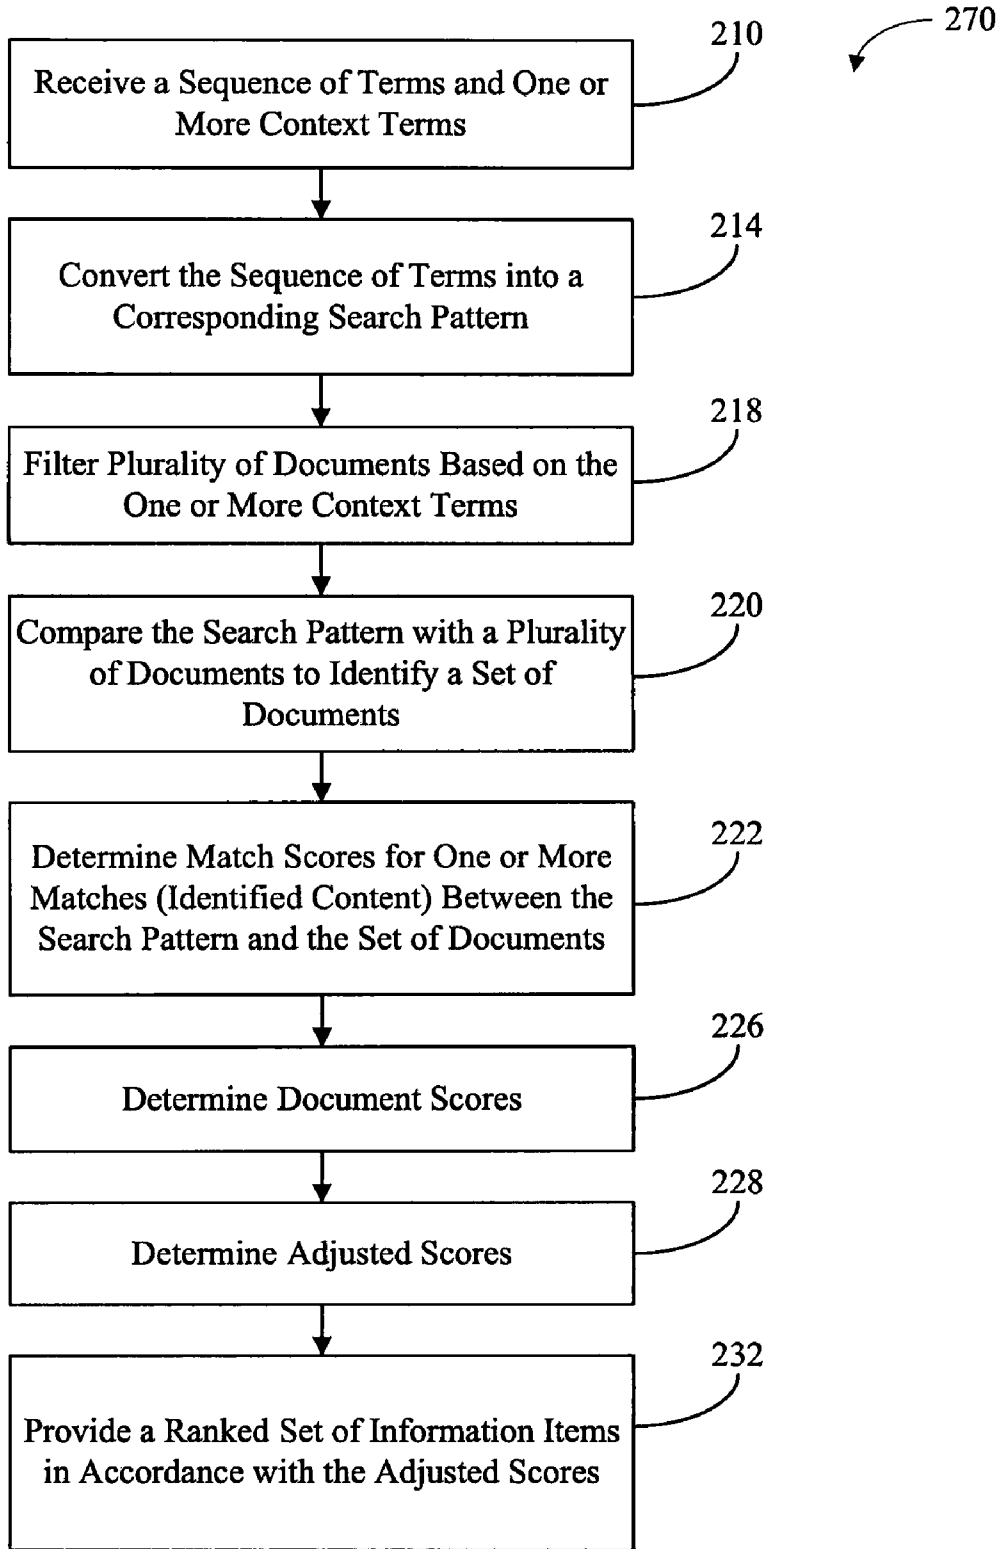 270
210
Receive a Sequence of Terms and One or
More Context Terms
214
Convert the Sequence of Terms into a
Corresponding Search Pattern
218
Filter Plurality of Documents Based on the
One or More Context Terms
220
Compare the Search Pattern with a Plurality
of Documents to Identify a Set of
Documents
222
Determine Match Scores for One or More
Matches (Identified Content) Between the
Search Pattern and the Set of Documents
226
Determine Document Scores
228
Determine Adjusted Scores
232
Provide a Ranked Set of Information Items
in Accordance with the Adjusted Scores